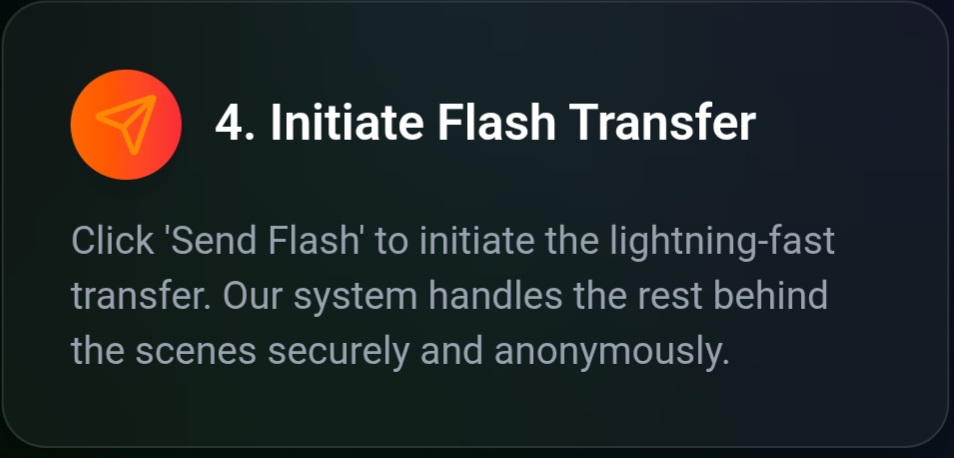 4. Initiate Flash Transfer
Click 'Send Flash' to initiate the lightning-fast
transfer. Our system handles the rest behind
the scenes securely and anonymously.